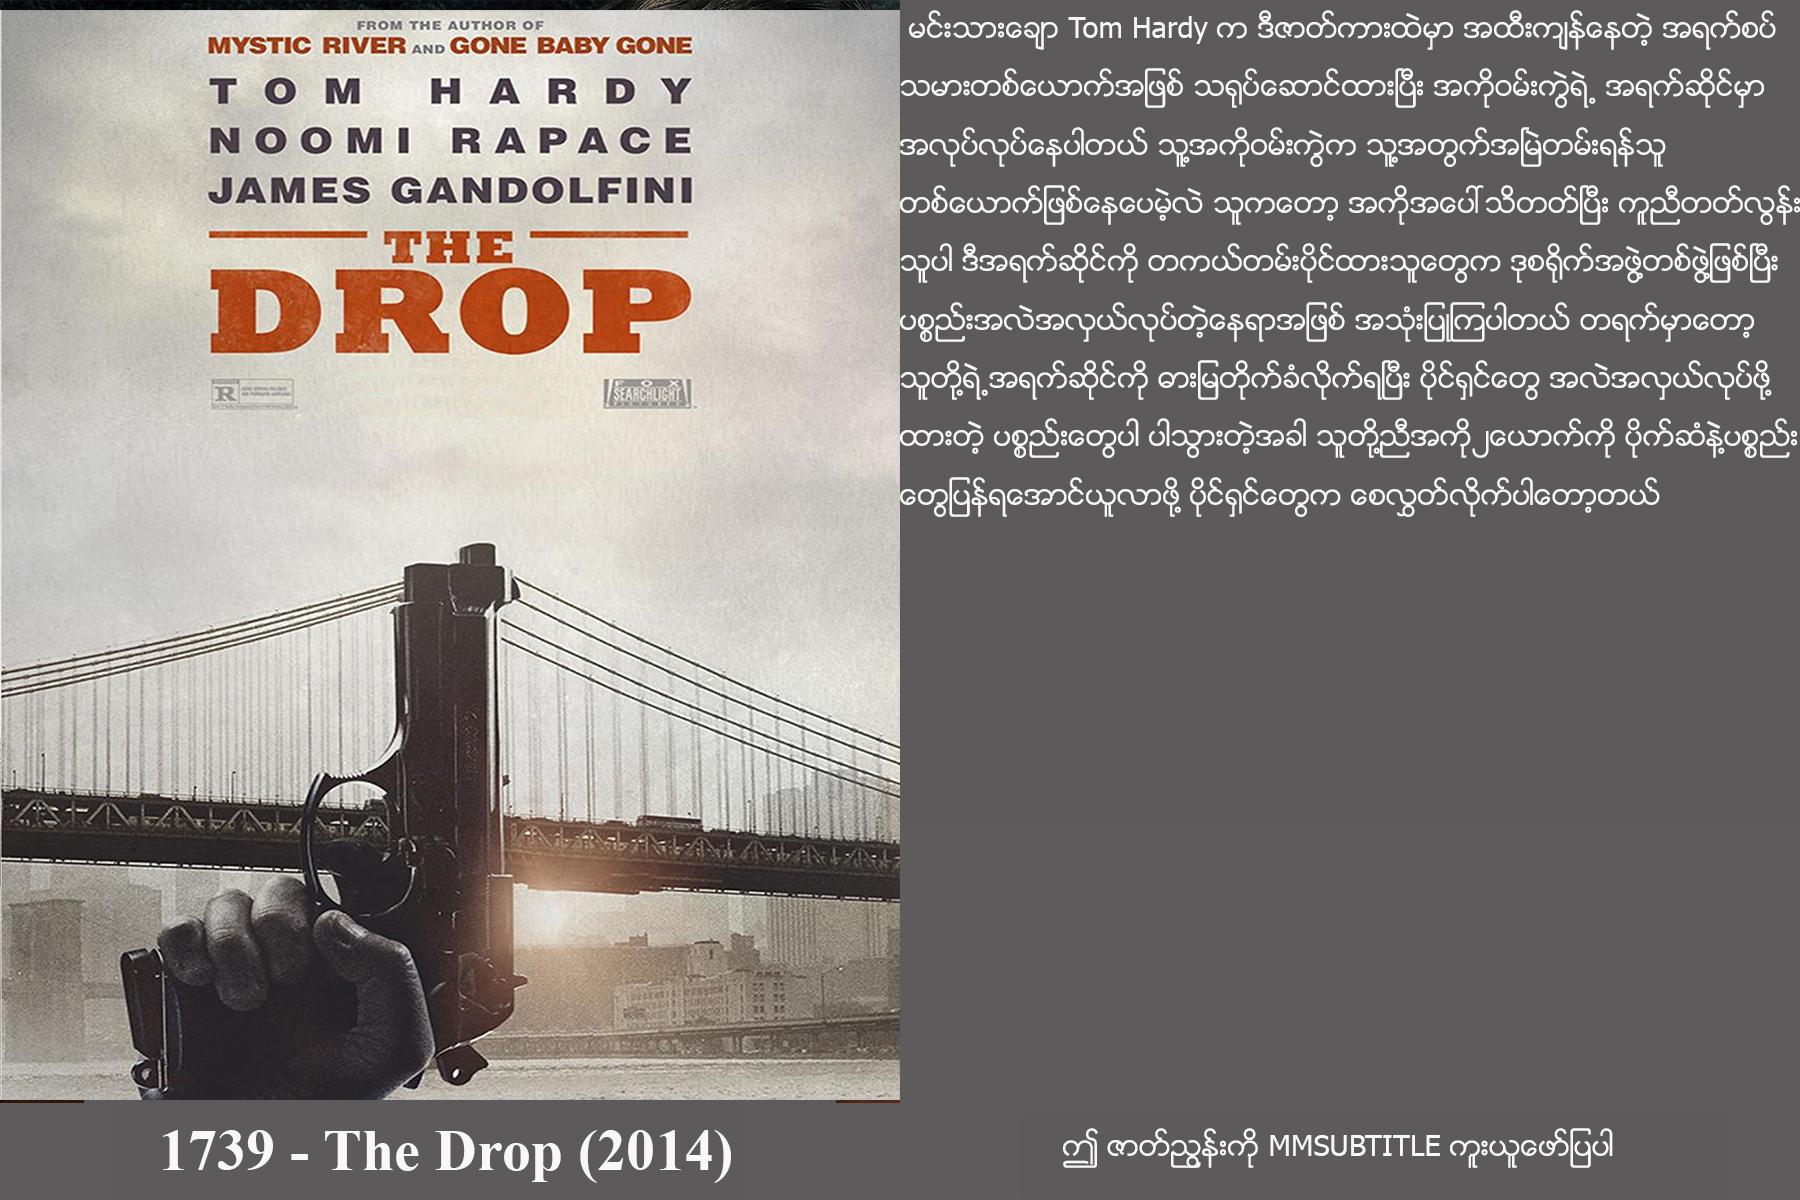 FROM THE AUTHOR OF
MYSTIC RIVER AND GONE BABY GONE
TOM HARDY
NOOMI RAPACE
JAMES GANDOLFINI
THE
DROP
R
FOX
SEARCHLIGHT
PICTURES
1739 - The Drop (2014)
မင်းသားချော Tom Hardy က ဒီဇာတ်ကားထဲမှာ အထီးကျန်နေတဲ့ အရက်စပ်
သမားတစ်ယောက်အဖြစ် သရုပ်ဆောင်ထားပြီး အကိုဝမ်းကွဲရဲ့ အရက်ဆိုင်မှာ
အလုပ်လုပ်နေပါတယ် သူ့အကိုဝမ်းကွဲက သူ့အတွက်အမြဲတမ်းရန်သူ
တစ်ယောက်ဖြစ်နေပေမဲ့လဲ သူကတော့ အကိုအပေါ် သိတတ်ပြီး ကူညီတတ်လွန်း
သူပါ ဒီအရက်ဆိုင်ကို တကယ်တမ်းပိုင်ထားသူတွေက ဒုစရိုက်အဖွဲ့တစ်ဖွဲ့ဖြစ်ပြီး
ပစ္စည်းအလဲအလှယ်လုပ်တဲ့နေရာအဖြစ် အသုံးပြုကြပါတယ် တရက်မှာတော့
သူတို့ရဲ့အရက်ဆိုင်ကို ဓားမြတိုက်ခံလိုက်ရပြီး ပိုင်ရှင်တွေ အလဲအလှယ်လုပ်ဖို့
ထားတဲ့ ပစ္စည်းတွေပါ ပါသွားတဲ့အခါ သူတို့ညီအကို၂ယောက်ကို ပိုက်ဆံနဲ့ပစ္စည်း
တွေပြန်ရအောင်ယူလာဖို့ ပိုင်ရှင်တွေက စေလွှတ်လိုက်ပါတော့တယ်
ဤ ဇာတ်ညွှန်းကို MMSUBTITLE ကူးယူဖော်ပြပါ